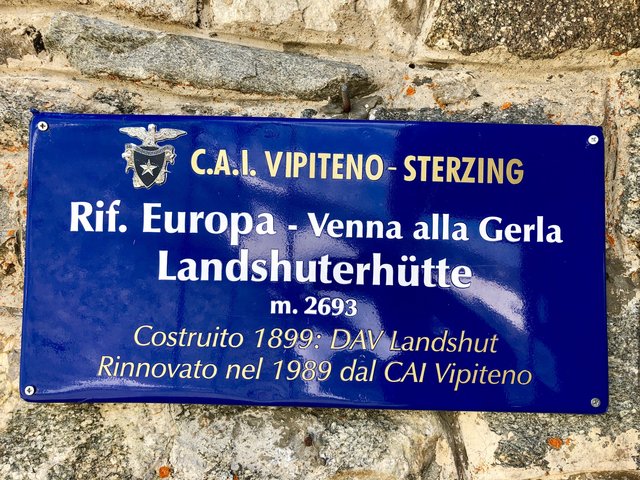 C.A.I. VIPITENO - STERZING
Rif. Europa - Venna alla Gerla
Landshuterhütte
m. 2693
Costruito 1899: DAV Landshut
Rinnovato nel 1989 dal CAI Vipiteno